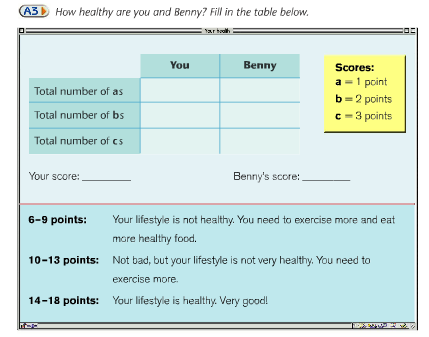 A3 How healthy are you and Benny? Fill in the table below.
Your health
You Benny
Total number of as
Total number of bs
Total number of cs
Scores:
a = 1 point
b = 2 points
c = 3 points
Your score: ________ Benny's score: ________
6–9 points: Your lifestyle is not healthy. You need to exercise more and eat
more healthy food.
10–13 points: Not bad, but your lifestyle is not very healthy. You need to
exercise more.
14–18 points: Your lifestyle is healthy. Very good!